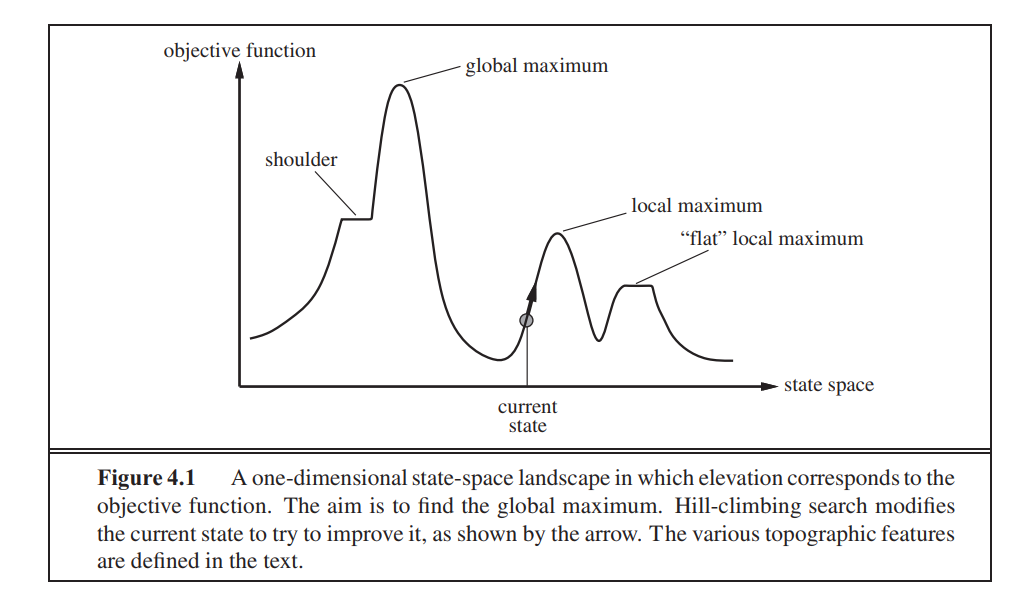 objective function
global maximum
shoulder
local maximum
“flat” local maximum
state space
current
state
Figure 4.1 A one-dimensional state-space landscape in which elevation corresponds to the
objective function. The aim is to find the global maximum. Hill-climbing search modifies
the current state to try to improve it, as shown by the arrow. The various topographic features
are defined in the text.